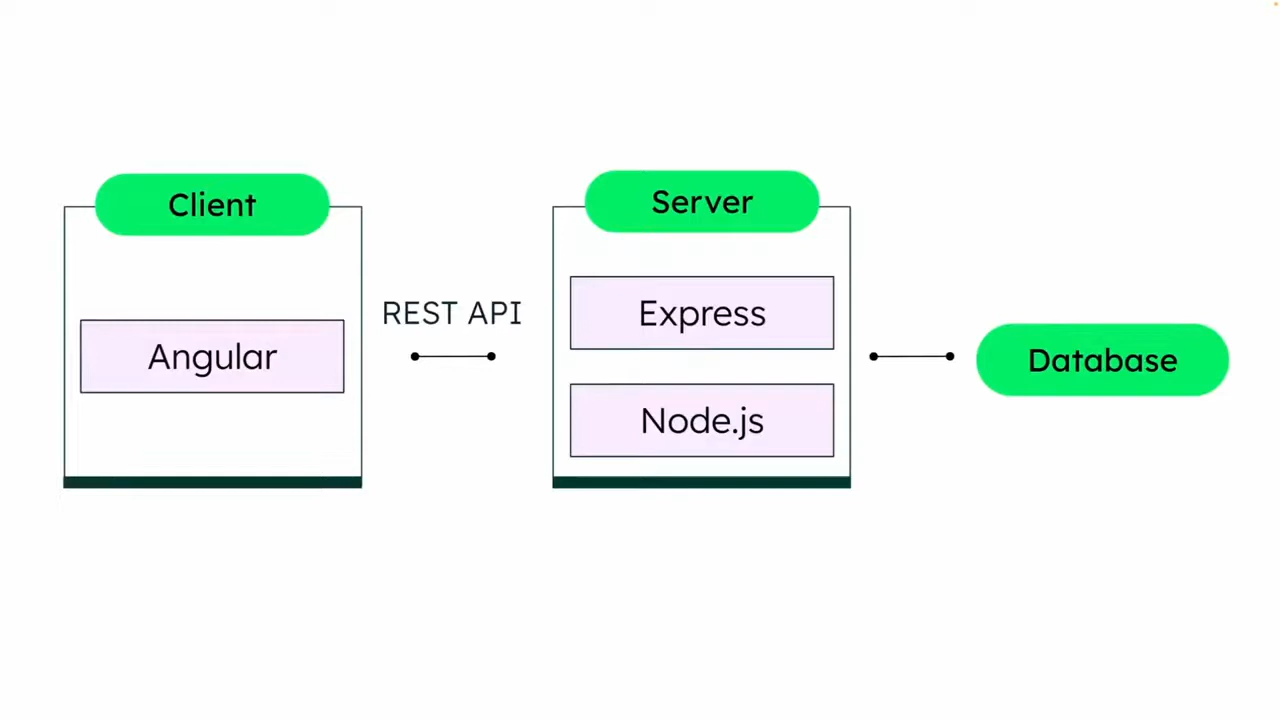 Client
Angular
REST API
Server
Express
Node.js
Database